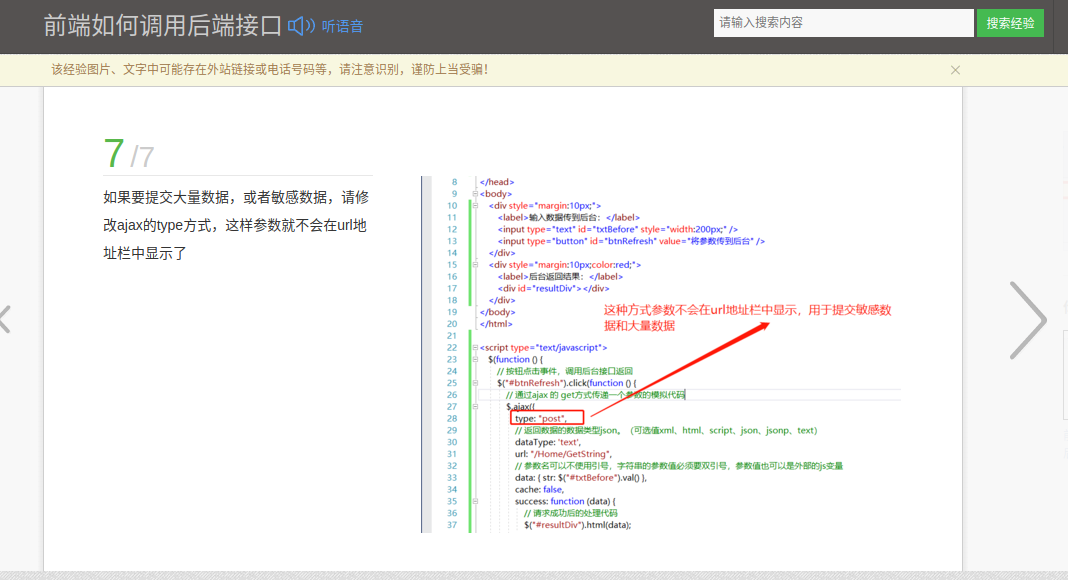 前端如何调用后端接口 听语音
请输入搜索内容
搜索经验
该经验图片、文字中可能存在外站链接或电话号码等，请注意识别，谨防上当受骗！
7/7
如果要提交大量数据，或者敏感数据，请修
改ajax的type方式，这样参数就不会在url地
址栏中显示了
8 </head>
9 <body>
10 <div style="margin:10px;">
11 <label>输入数据传到后台：</label>
12 <input type="text" id="txtBefore" style="width:200px;" />
13 <input type="button" id="btnRefresh" value="将参数传到后台" />
14 </div>
15 <div style="margin:10px;color:red;">
16 <label>后台返回结果：</label>
17 <div id="resultDiv"></div>
18 </div>
19 </body>
20 </html>
这种方式参数不会在url地址栏中显示，用于提交敏感数
据和大量数据
21
22 <script type="text/javascript">
23 $(function () {
24 // 按钮点击事件，调用后台接口返回
25 $("#btnRefresh").click(function () {
26 // 通过ajax 的 get方式传递一个参数的模拟代码
27 $.ajax({
28 type: "post",
29 // 返回数据的数据类型json。（可选值xml、html、script、json、jsonp、text）
30 dataType: 'text',
31 url: "/Home/GetString",
32 // 参数名可以不使用引号，字符串的参数值必须要双引号，参数值也可以是外部的js变量
33 data: { str: $("#txtBefore").val() },
34 cache: false,
35 success: function (data) {
36 // 请求成功后的处理代码
37 $("#resultDiv").html(data);